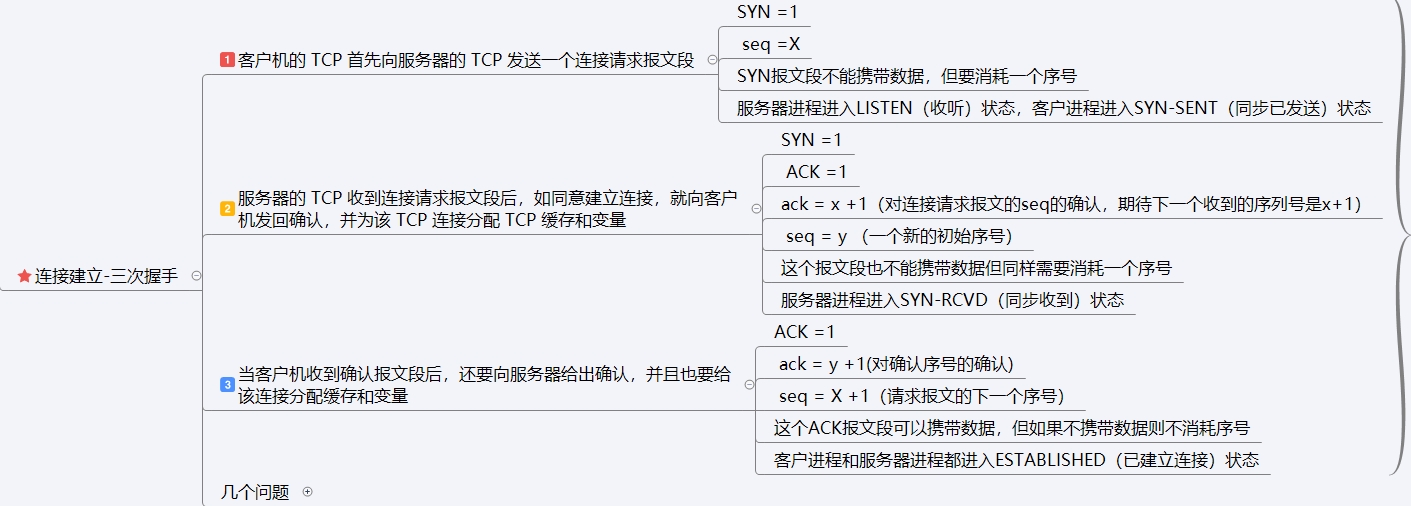 连接建立-三次握手
1 客户机的 TCP 首先向服务器的 TCP 发送一个连接请求报文段
SYN =1
seq =X
SYN报文段不能携带数据，但要消耗一个序号
服务器进程进入LISTEN（收听）状态，客户进程进入SYN-SENT（同步已发送）状态
2 服务器的 TCP 收到连接请求报文段后，如同意建立连接，就向客户
机发回确认，并为该 TCP 连接分配 TCP 缓存和变量
SYN =1
ACK =1
ack = x +1（对连接请求报文的seq的确认，期待下一个收到的序列号是x+1）
seq = y （一个新的初始序号）
这个报文段也不能携带数据但同样需要消耗一个序号
服务器进程进入SYN-RCVD（同步收到）状态
3 当客户机收到确认报文段后，还要向服务器给出确认，并且也要给
该连接分配缓存和变量
ACK =1
ack = y +1(对确认序号的确认)
seq = X +1（请求报文的下一个序号）
这个ACK报文段可以携带数据，但如果不携带数据则不消耗序号
客户进程和服务器进程都进入ESTABLISHED（已建立连接）状态
几个问题